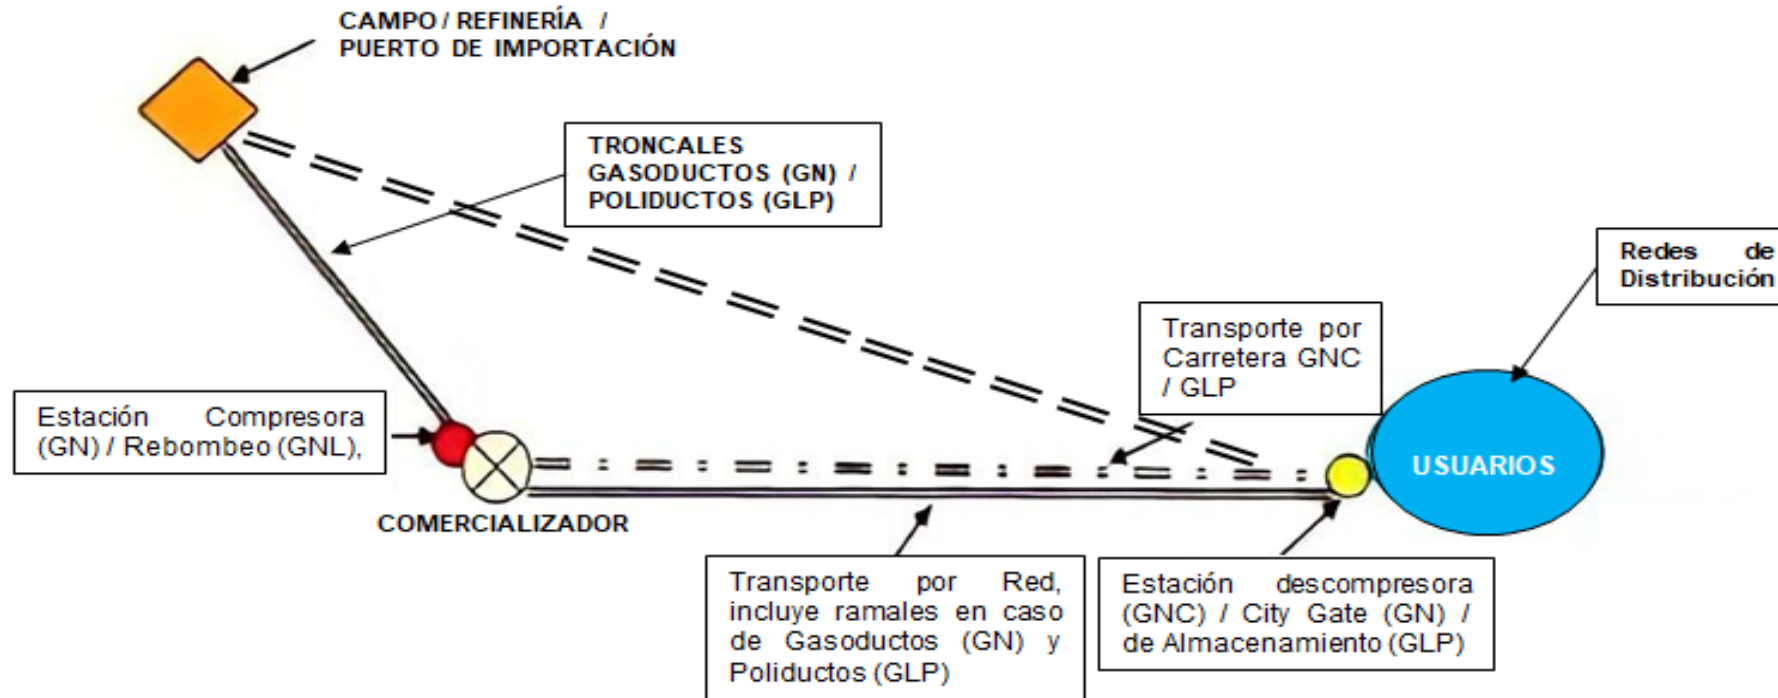 CAMPO / REFINERÍA /
PUERTO DE IMPORTACIÓN
TRONCALES
GASODUCTOS (GN) /
POLIDUCTOS (GLP)
Redes de
Distribución
Transporte por
Carretera GNC
/ GLP
Estación Compresora
(GN) / Rebombeo (GNL),
USUARIOS
COMERCIALIZADOR
Transporte por Red,
incluye ramales en caso
de Gasoductos (GN) y
Poliductos (GLP)
Estación descompresora
(GNC) / City Gate (GN) /
de Almacenamiento (GLP)